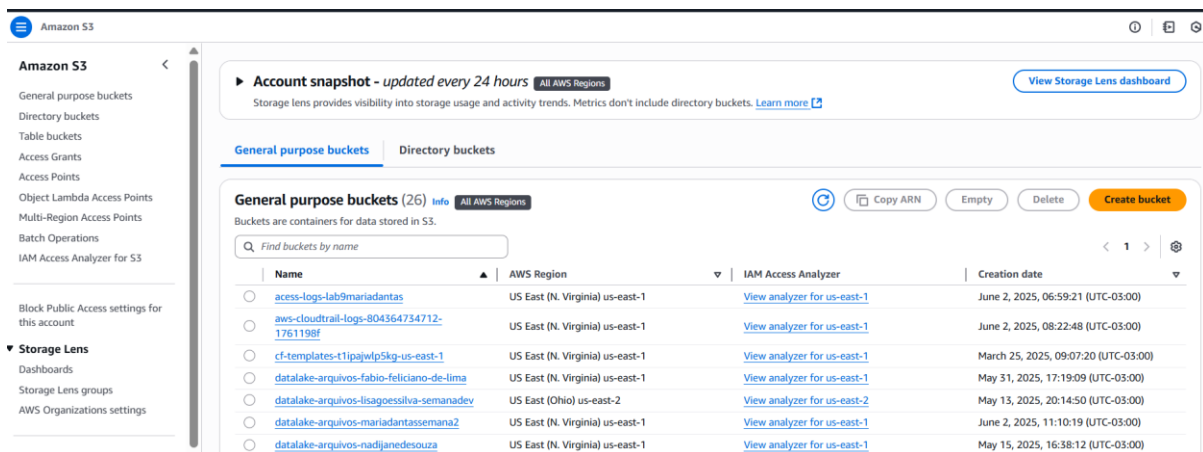 Amazon S3
Amazon S3
General purpose buckets
Directory buckets
Table buckets
Access Grants
Access Points
Object Lambda Access Points
Multi-Region Access Points
Batch Operations
IAM Access Analyzer for S3
Block Public Access settings for
this account
Storage Lens
Dashboards
Storage Lens groups
AWS Organizations settings
Account snapshot - updated every 24 hours All AWS Regions
View Storage Lens dashboard
Storage lens provides visibility into storage usage and activity trends. Metrics don't include directory buckets. Learn more
General purpose buckets Directory buckets
General purpose buckets (26) Info All AWS Regions
Copy ARN Empty Delete Create bucket
Buckets are containers for data stored in S3.
Find buckets by name
1
Name AWS Region IAM Access Analyzer Creation date
acess-logs-lab9mariadantas US East (N. Virginia) us-east-1 View analyzer for us-east-1 June 2, 2025, 06:59:21 (UTC-03:00)
aws-cloudtrail-logs-804364734712-
1761198f US East (N. Virginia) us-east-1 View analyzer for us-east-1 June 2, 2025, 08:22:48 (UTC-03:00)
cf-templates-t1ipajwlp5kg-us-east-1 US East (N. Virginia) us-east-1 View analyzer for us-east-1 March 25, 2025, 09:07:20 (UTC-03:00)
datalake-arquivos-fabio-feliciano-de-lima US East (N. Virginia) us-east-1 View analyzer for us-east-1 May 31, 2025, 17:19:09 (UTC-03:00)
datalake-arquivos-lisagoessilva-semanadev US East (Ohio) us-east-2 View analyzer for us-east-2 May 13, 2025, 20:14:50 (UTC-03:00)
datalake-arquivos-mariadantassemana2 US East (N. Virginia) us-east-1 View analyzer for us-east-1 June 2, 2025, 11:10:19 (UTC-03:00)
datalake-arquivos-nadijanedesouza US East (N. Virginia) us-east-1 View analyzer for us-east-1 May 15, 2025, 16:38:12 (UTC-03:00)